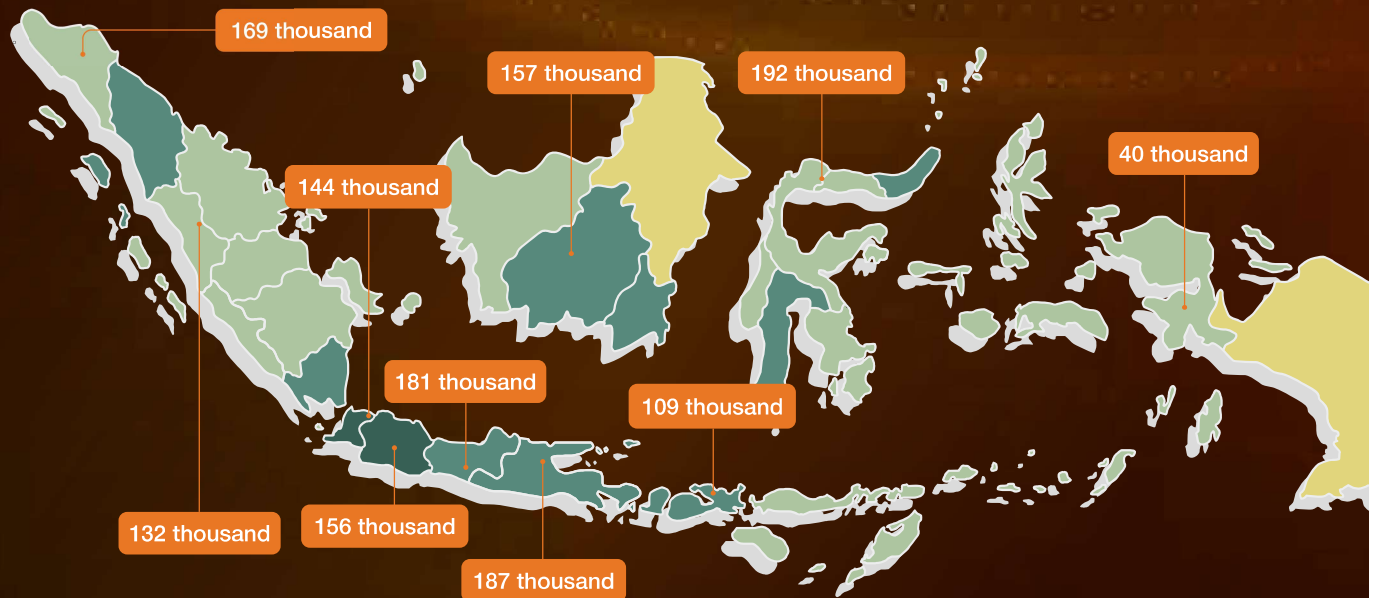 169 thousand
157 thousand
192 thousand
40 thousand
144 thousand
181 thousand
109 thousand
132 thousand
156 thousand
187 thousand